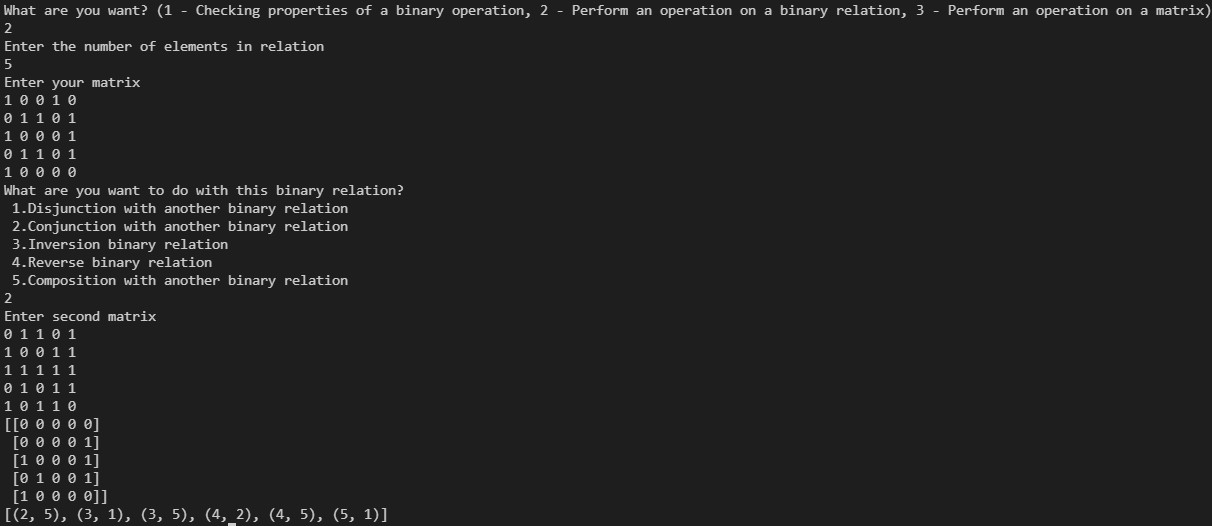 What are you want? (1 - Checking properties of a binary operation, 2 - Perform an operation on a binary relation, 3 - Perform an operation on a matrix)
2
Enter the number of elements in relation
5
Enter your matrix
1 0 0 1 0
0 1 1 0 1
1 0 0 0 1
0 1 1 0 1
1 0 0 0 0
What are you want to do with this binary relation?
 1.Disjunction with another binary relation
 2.Conjunction with another binary relation
 3.Inversion binary relation
 4.Reverse binary relation
 5.Composition with another binary relation
2
Enter second matrix
0 1 1 0 1
1 0 0 1 1
1 1 1 1 1
0 1 0 1 1
1 0 1 1 0
[[0 0 0 0 0]
 [0 0 0 0 1]
 [1 0 0 0 1]
 [0 1 0 0 1]
 [1 0 0 0 0]]
[(2, 5), (3, 1), (3, 5), (4, 2), (4, 5), (5, 1)]